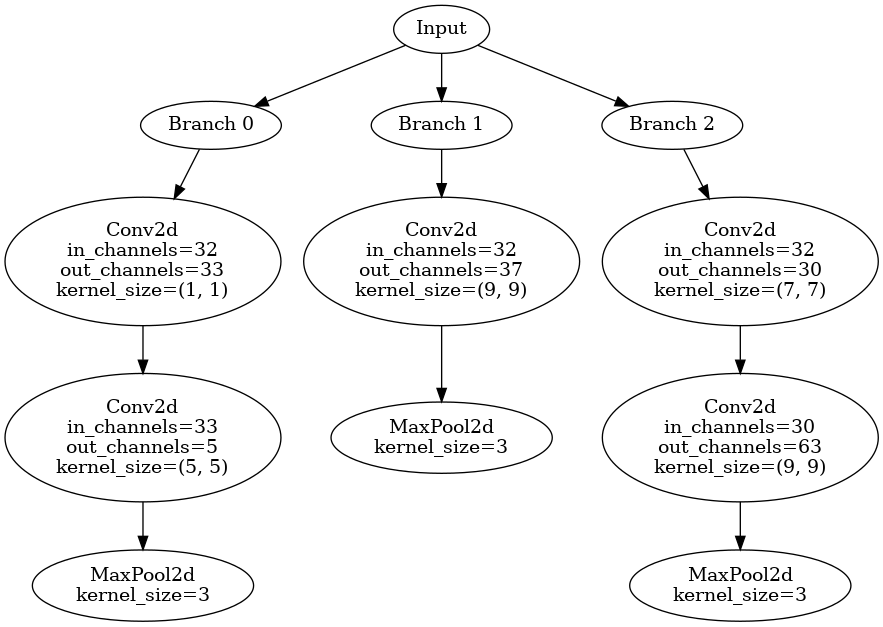 Input
Branch 0
Branch 1
Branch 2
Conv2d
in_channels=32
out_channels=33
kernel_size=(1, 1)
Conv2d
in_channels=32
out_channels=37
kernel_size=(9, 9)
Conv2d
in_channels=32
out_channels=30
kernel_size=(7, 7)
Conv2d
in_channels=33
out_channels=5
kernel_size=(5, 5)
MaxPool2d
kernel_size=3
Conv2d
in_channels=30
out_channels=63
kernel_size=(9, 9)
MaxPool2d
kernel_size=3
MaxPool2d
kernel_size=3